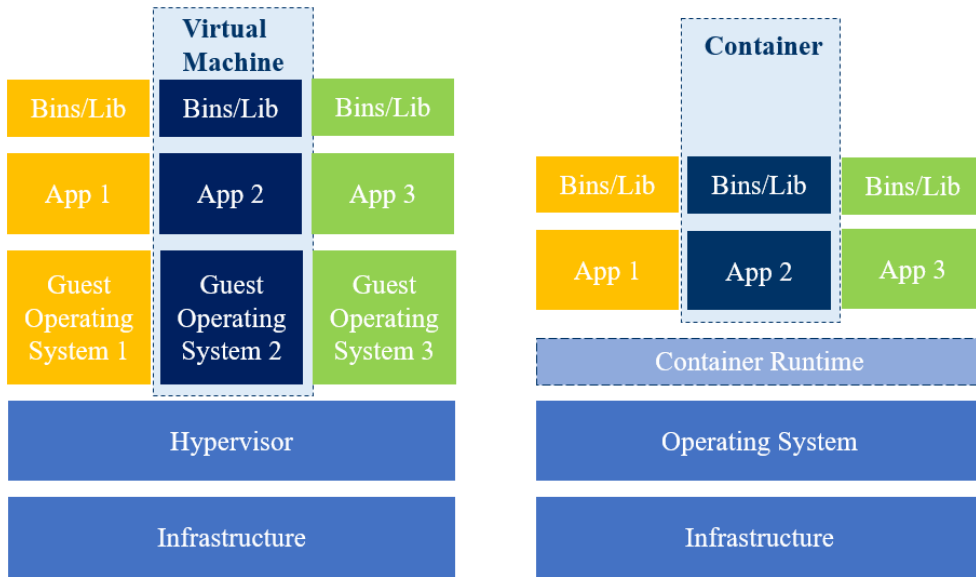 Virtual
Machine
Bins/Lib
Bins/Lib
Bins/Lib
App 1
App 2
App 3
Guest
Operating
System 1
Guest
Operating
System 2
Guest
Operating
System 3
Hypervisor
Infrastructure
Container
Bins/Lib
Bins/Lib
Bins/Lib
App 1
App 2
App 3
Container Runtime
Operating System
Infrastructure